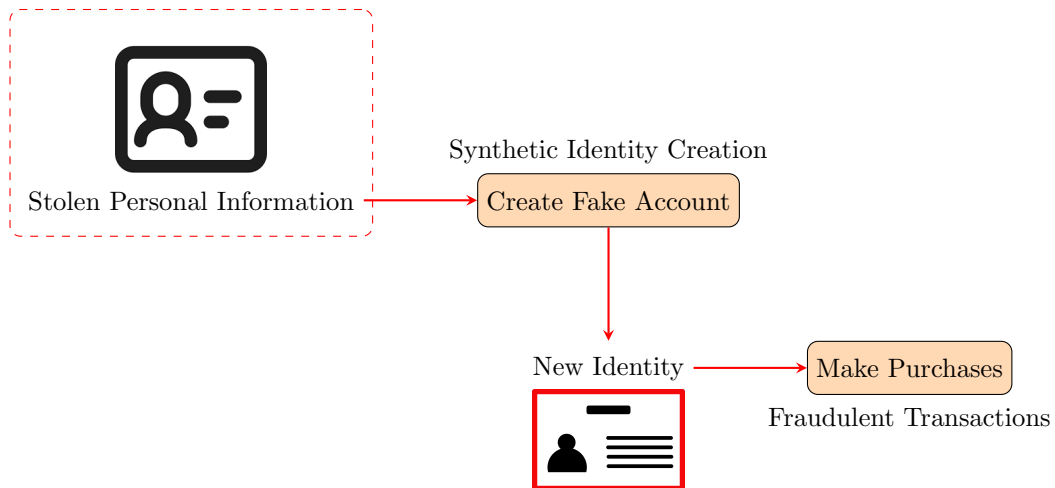 Synthetic Identity Creation
Stolen Personal Information
Create Fake Account
New Identity
Make Purchases
Fraudulent Transactions